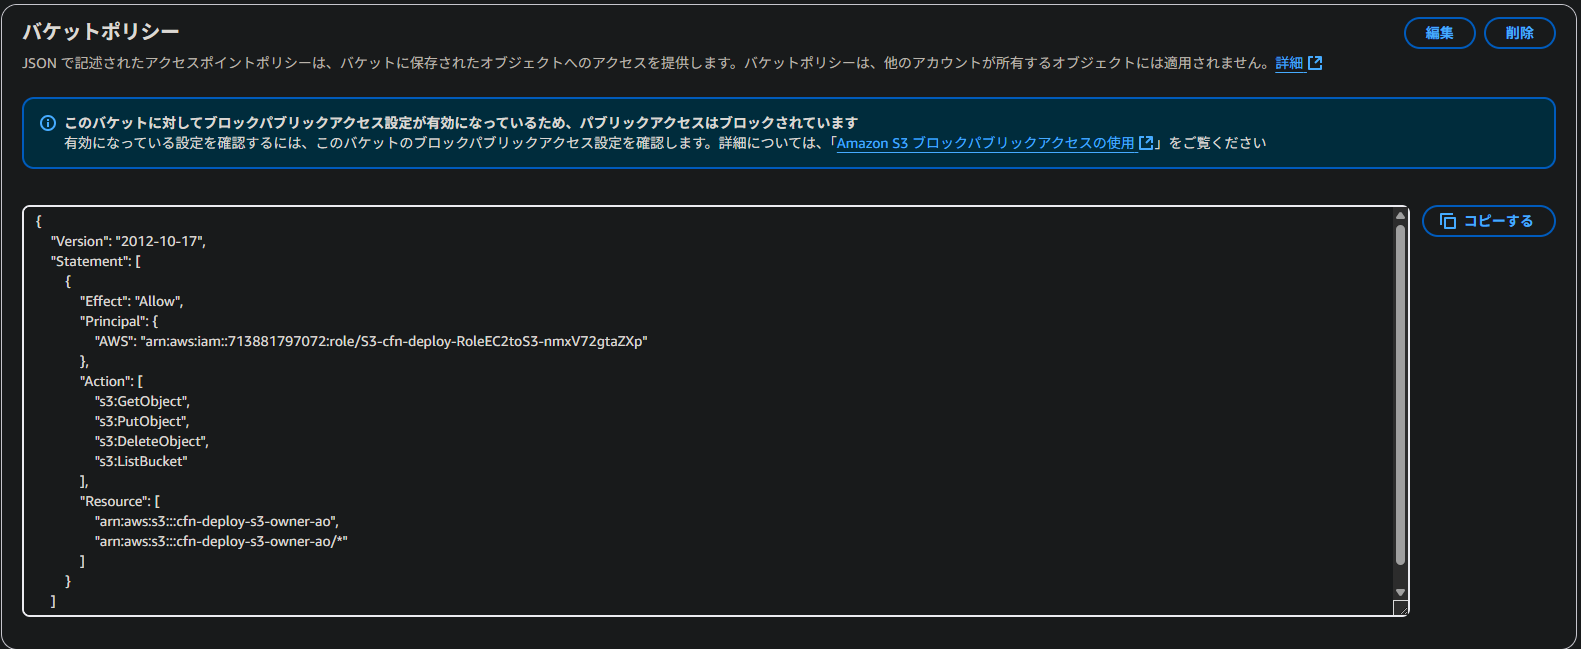 バケットポリシー
編集
削除
JSON で記述されたアクセスポイントポリシーは、バケットに保存されたオブジェクトへのアクセスを提供します。バケットポリシーは、他のアカウントが所有するオブジェクトには適用されません。詳細
このバケットに対してブロックパブリックアクセス設定が有効になっているため、パブリックアクセスはブロックされています
有効になっている設定を確認するには、このバケットのブロックパブリックアクセス設定を確認します。詳細については、「Amazon S3 ブロックパブリックアクセスの使用」をご覧ください
コピーする
{
"Version": "2012-10-17",
"Statement": [
{
"Effect": "Allow",
"Principal": {
"AWS": "arn:aws:iam::713881797072:role/S3-cfn-deploy-RoleEC2toS3-nmxV72gtaZXp"
},
"Action": [
"s3:GetObject",
"s3:PutObject",
"s3:DeleteObject",
"s3:ListBucket"
],
"Resource": [
"arn:aws:s3:::cfn-deploy-s3-owner-ao",
"arn:aws:s3:::cfn-deploy-s3-owner-ao/*"
]
}
]